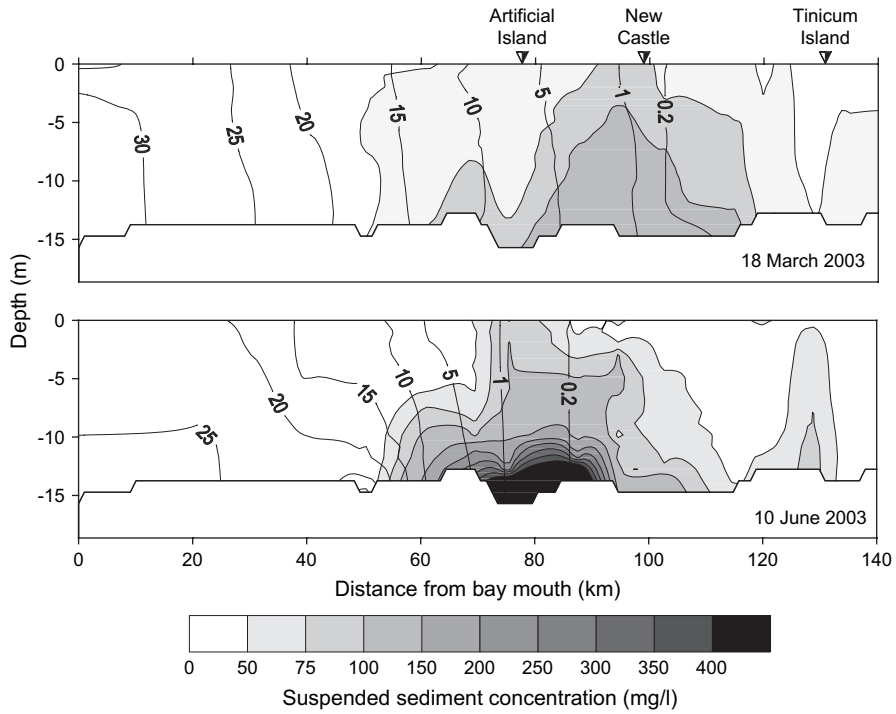 Artificial
Island
New
Castle
Tinicum
Island
0
-5
-10
-15
30
25
20
15
10
5
1
0.2
18 March 2003
Depth (m)
0
-5
-10
-15
25
20
15
10
5
1
0.2
10 June 2003
0 20 40 60 80 100 120 140
Distance from bay mouth (km)
0 50 75 100 150 200 250 300 350 400
Suspended sediment concentration (mg/l)